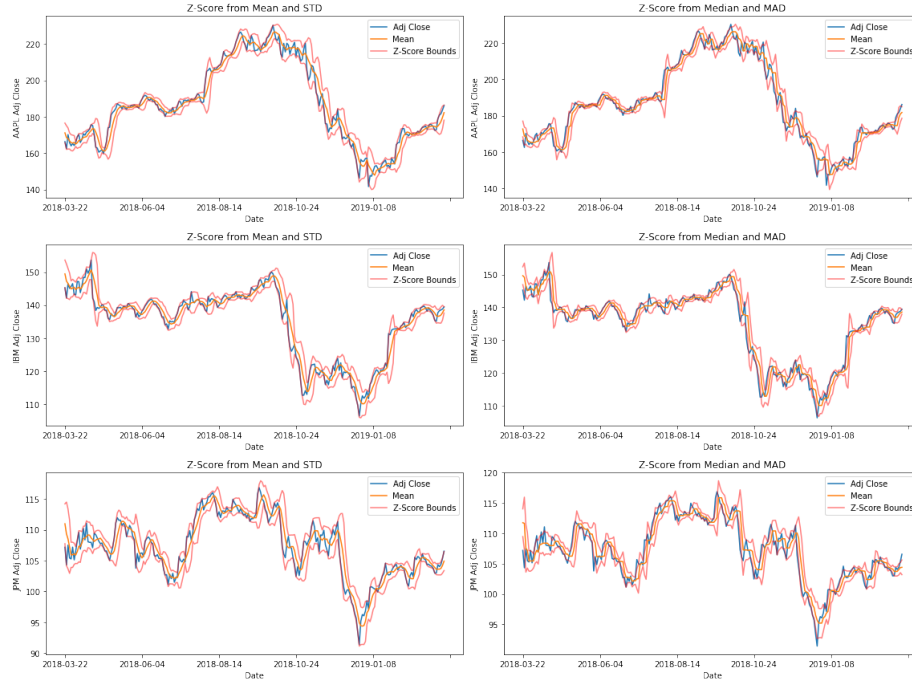 Z-Score from Mean and STD
AAPL Adj Close
220
200
180
160
140
Adj Close
Mean
Z-Score Bounds
2018-03-22 2018-06-04 2018-08-14 2018-10-24 2019-01-08
Date
Z-Score from Median and MAD
AAPL Adj Close
220
200
180
160
140
Adj Close
Mean
Z-Score Bounds
2018-03-22 2018-06-04 2018-08-14 2018-10-24 2019-01-08
Date
Z-Score from Mean and STD
IBM Adj Close
150
140
130
120
110
Adj Close
Mean
Z-Score Bounds
2018-03-22 2018-06-04 2018-08-14 2018-10-24 2019-01-08
Date
Z-Score from Median and MAD
IBM Adj Close
150
140
130
120
110
Adj Close
Mean
Z-Score Bounds
2018-03-22 2018-06-04 2018-08-14 2018-10-24 2019-01-08
Date
Z-Score from Mean and STD
JPM Adj Close
115
110
105
100
95
90
Adj Close
Mean
Z-Score Bounds
2018-03-22 2018-06-04 2018-08-14 2018-10-24 2019-01-08
Date
Z-Score from Median and MAD
JPM Adj Close
120
115
110
105
100
95
Adj Close
Mean
Z-Score Bounds
2018-03-22 2018-06-04 2018-08-14 2018-10-24 2019-01-08
Date